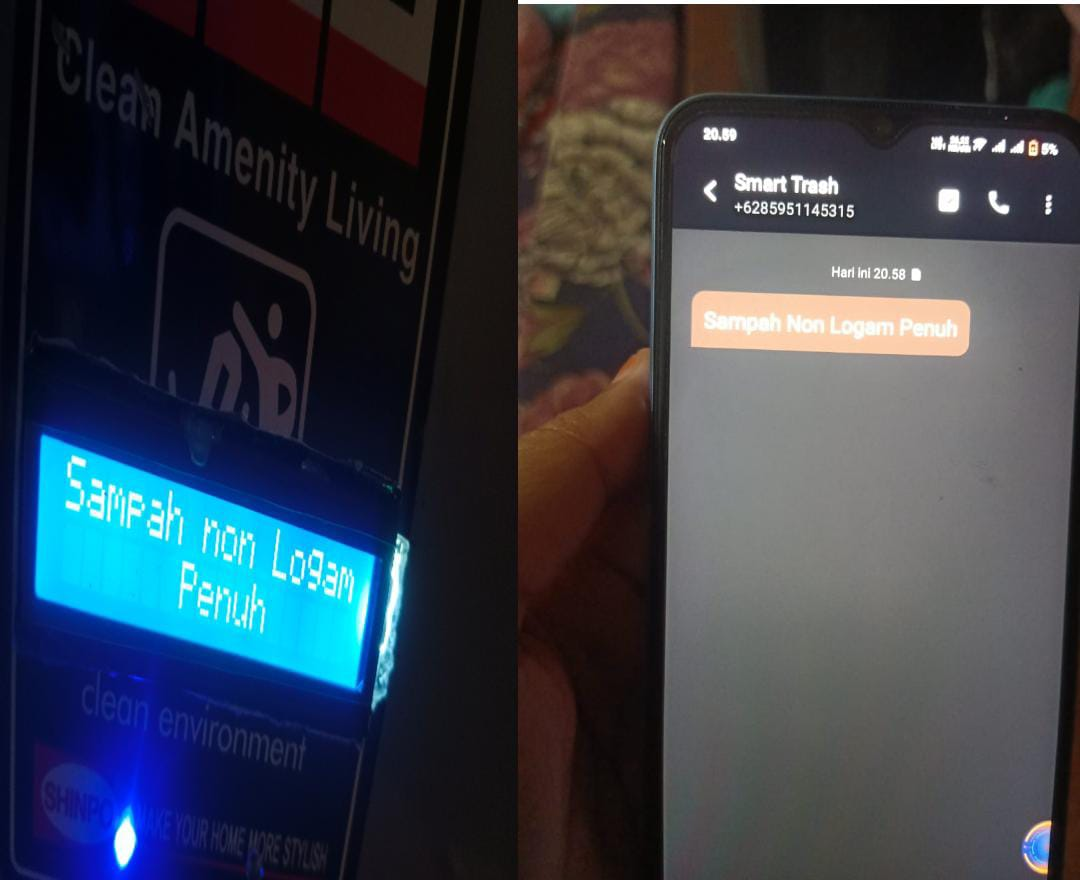 Clean Amenity Living
Sampah non Logam
Penuh
clean environment
SHINPO
MAKE YOUR HOME MORE STYLISH
20.59
5%
Smart Trash
+6285951145315
Hari ini 20.58
Sampah Non Logam Penuh